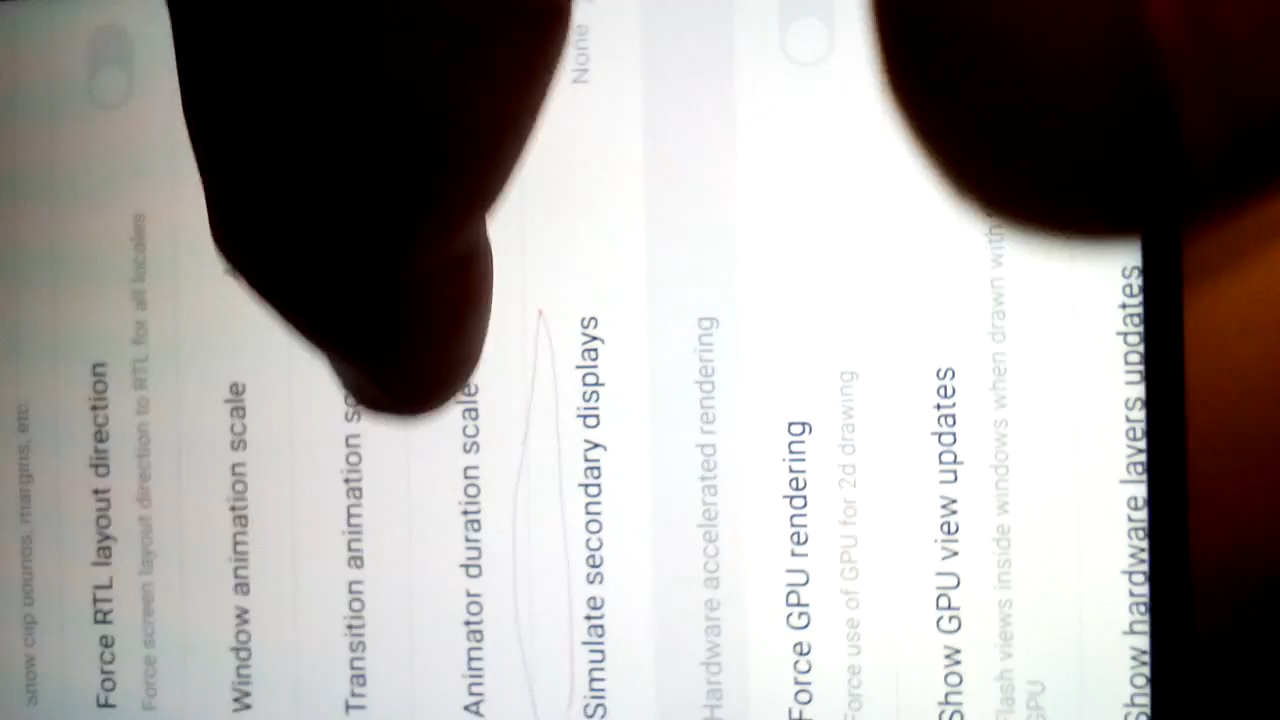 show clip bounds, margins, etc.
Force RTL layout direction
Force screen layout direction to RTL for all locales
Window animation scale
Transition animation
Animator duration scale
Simulate secondary displays
None
Hardware accelerated rendering
Force GPU rendering
Force use of GPU for 2d drawing
Show GPU view updates
Flash views inside windows when drawn with
GPU
Show hardware layers updates